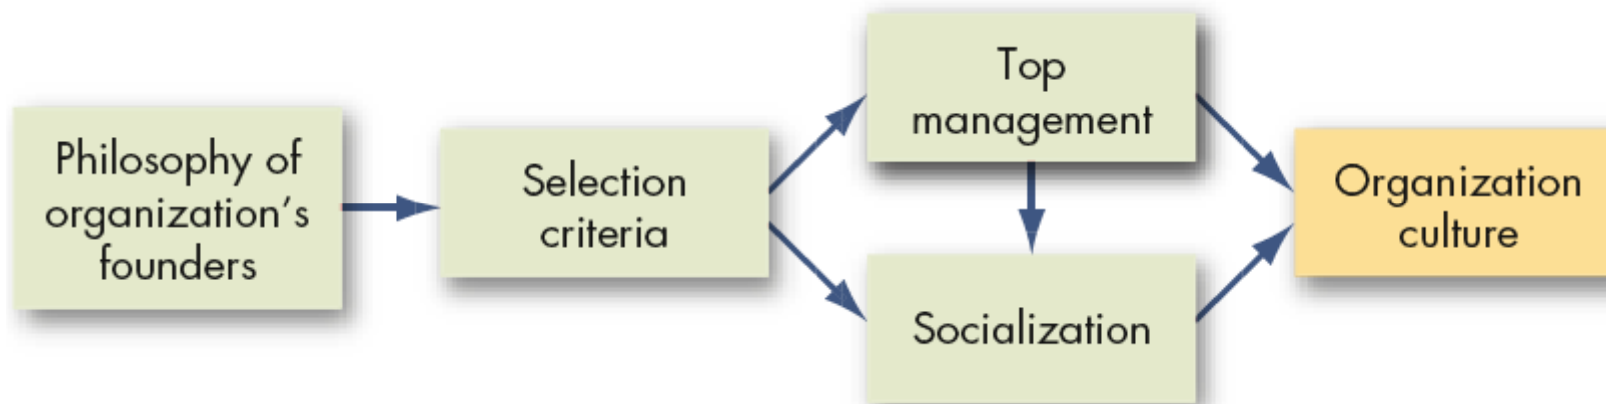 Philosophy of
organization's
founders
Selection
criteria
Top
management
Socialization
Organization
culture